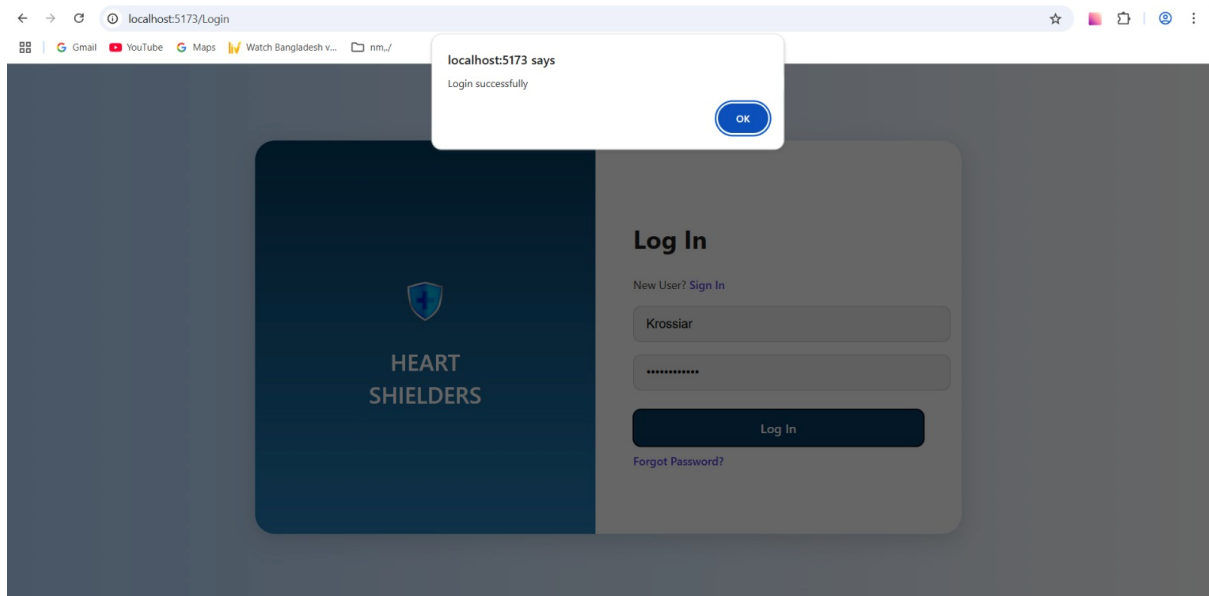 localhost:5173/Login
Gmail YouTube Maps Watch Bangladesh v... nm,./
localhost:5173 says
Login successfully
OK
HEART
SHIELDERS
Log In
New User? Sign In
Krossiar
••••••••••••
Log In
Forgot Password?